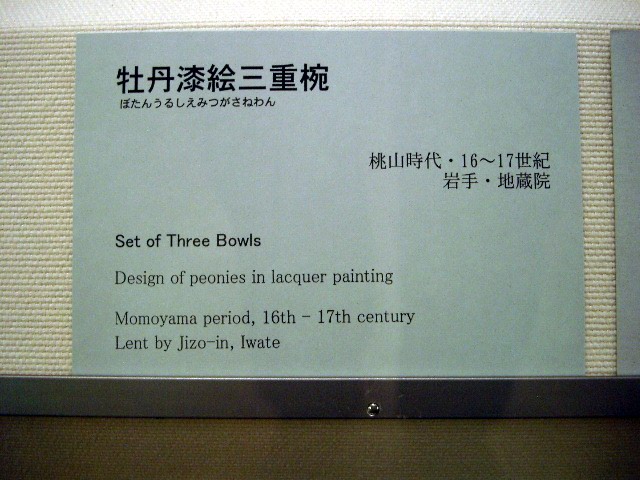 牡丹漆絵三重椀
ぼたんうるしえみつがさねわん
桃山時代・16～17世紀
岩手・地蔵院
Set of Three Bowls
Design of peonies in lacquer painting
Momoyama period, 16th - 17th century
Lent by Jizo-in, Iwate